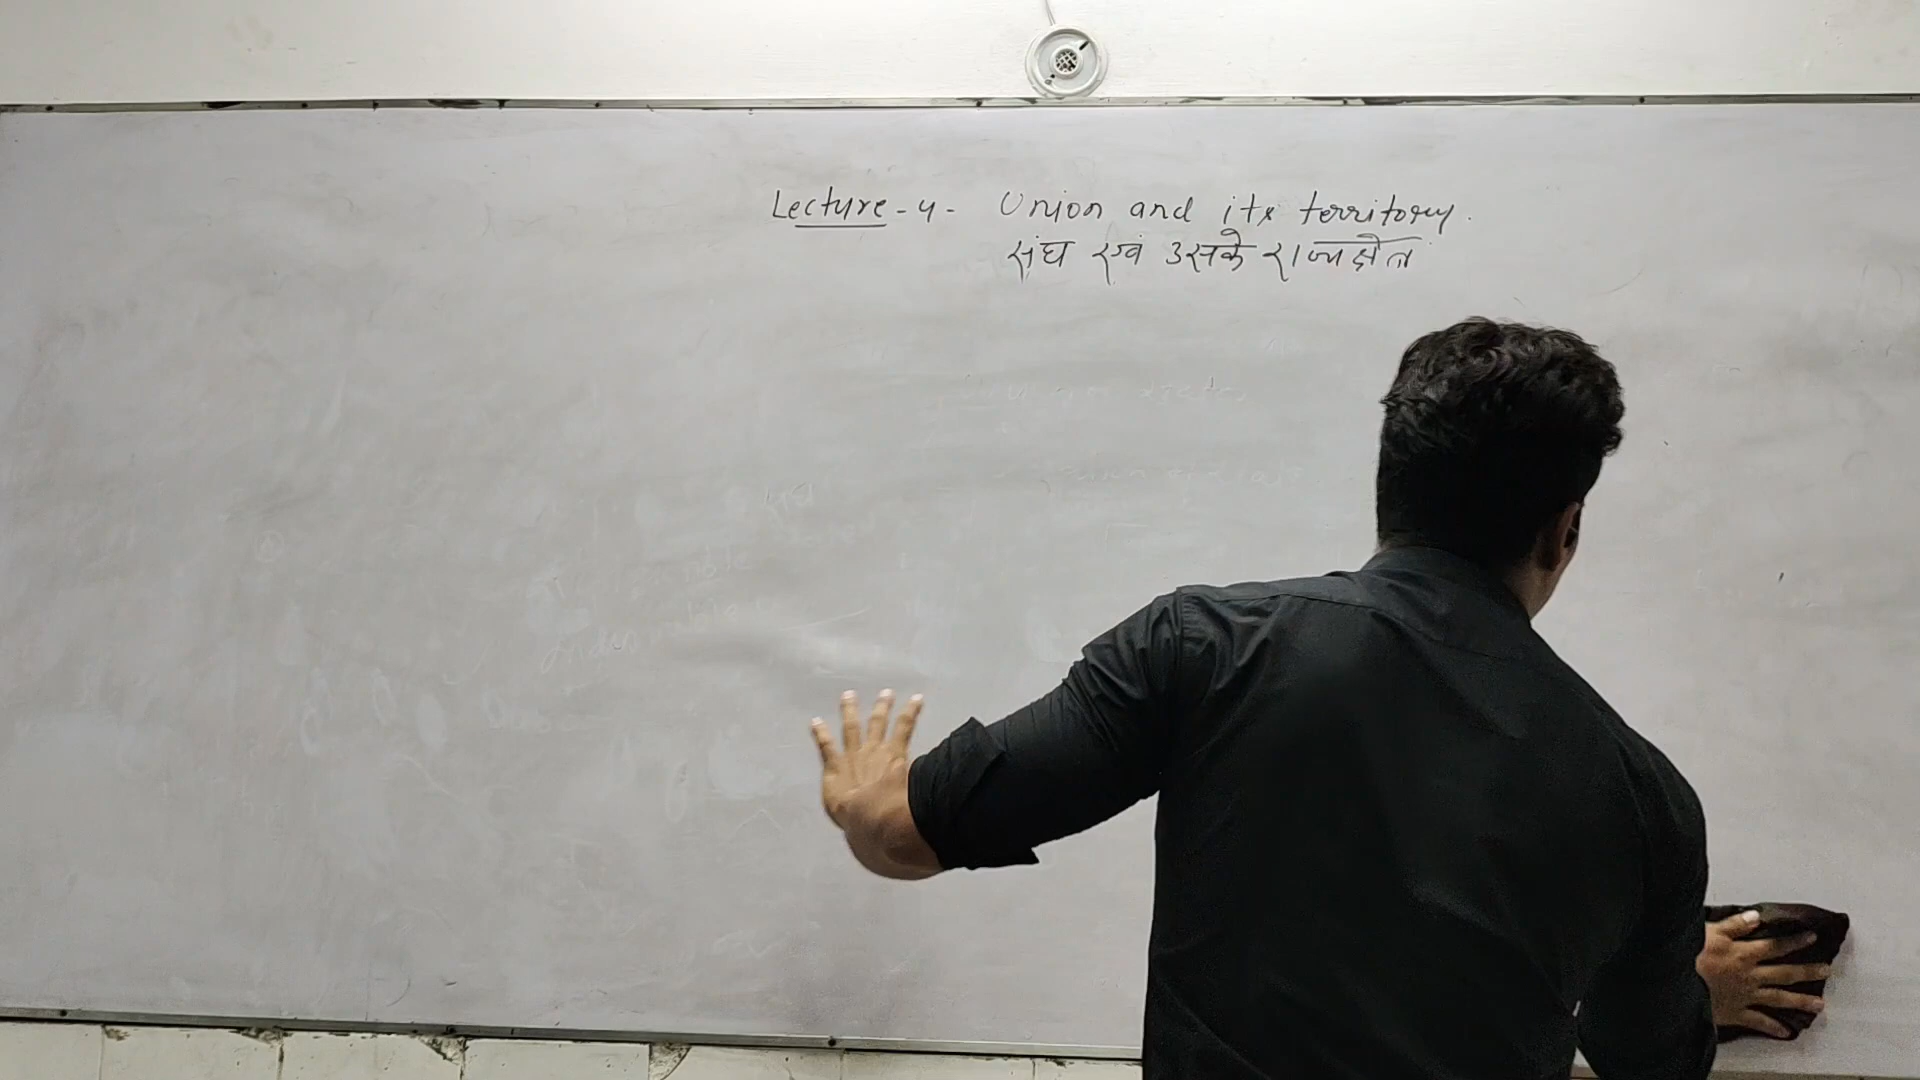 Lecture-4- Union and its territory.
संघ एवं उसके राज्यक्षेत्र